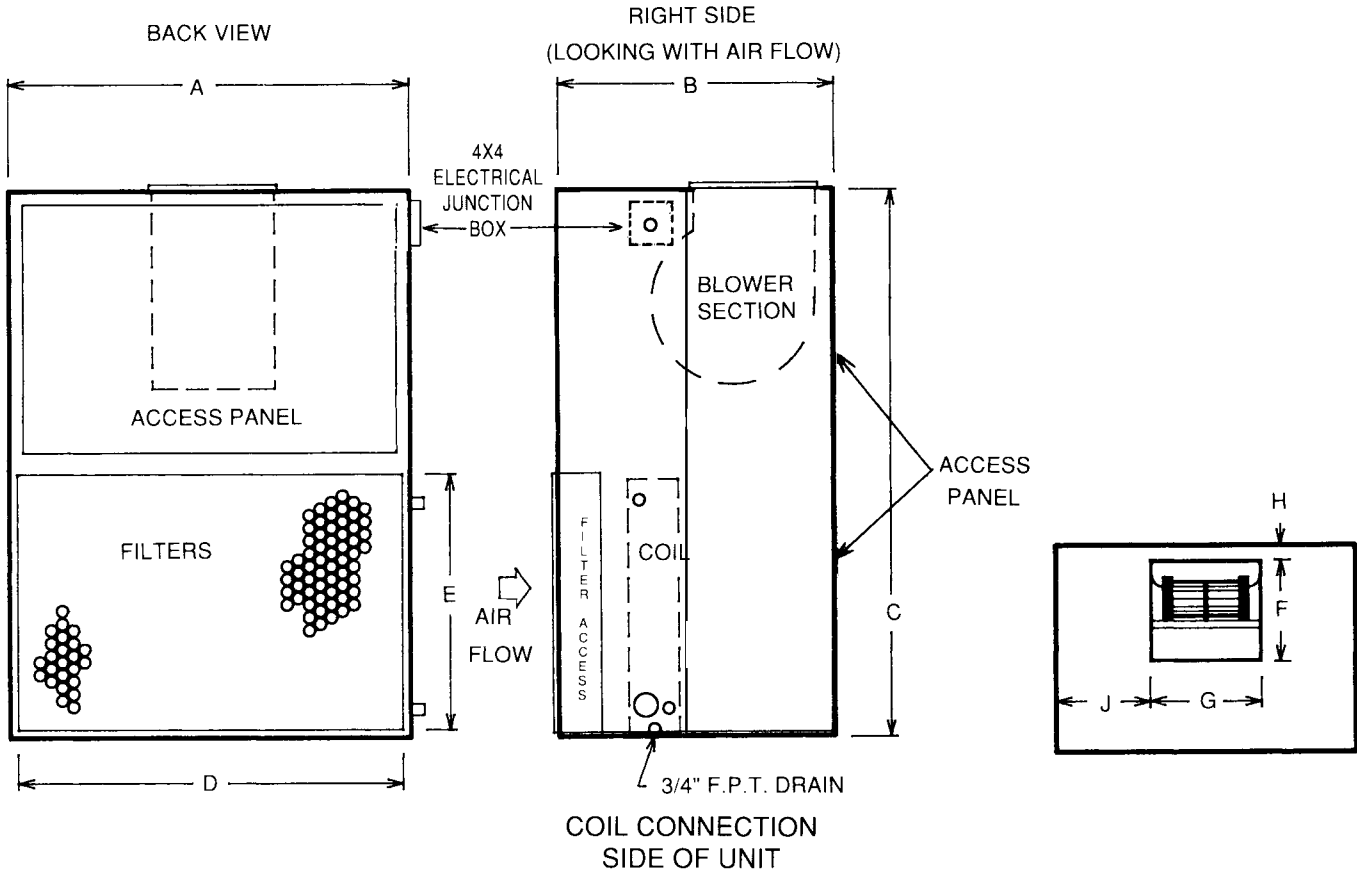 BACK VIEW
RIGHT SIDE
(LOOKING WITH AIR FLOW)
A
B
4X4
ELECTRICAL
JUNCTION
BOX
BLOWER
SECTION
ACCESS PANEL
ACCESS
PANEL
FILTERS
E
AIR
FLOW
FILTER ACCESS
COIL
C
H
F
J
G
D
3/4" F.P.T. DRAIN
COIL CONNECTION
SIDE OF UNIT